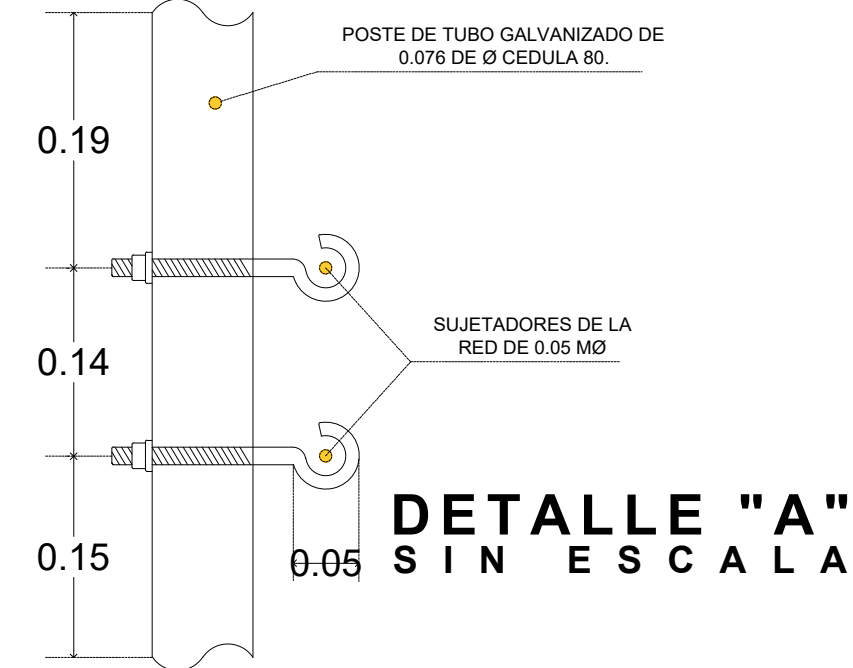 POSTE DE TUBO GALVANIZADO DE
0.076 DE Ø CEDULA 80.
0.19
SUJETADORES DE LA
RED DE 0.05 MØ
0.14
DETALLE "A"
0.15
0.05
SIN ESCALA